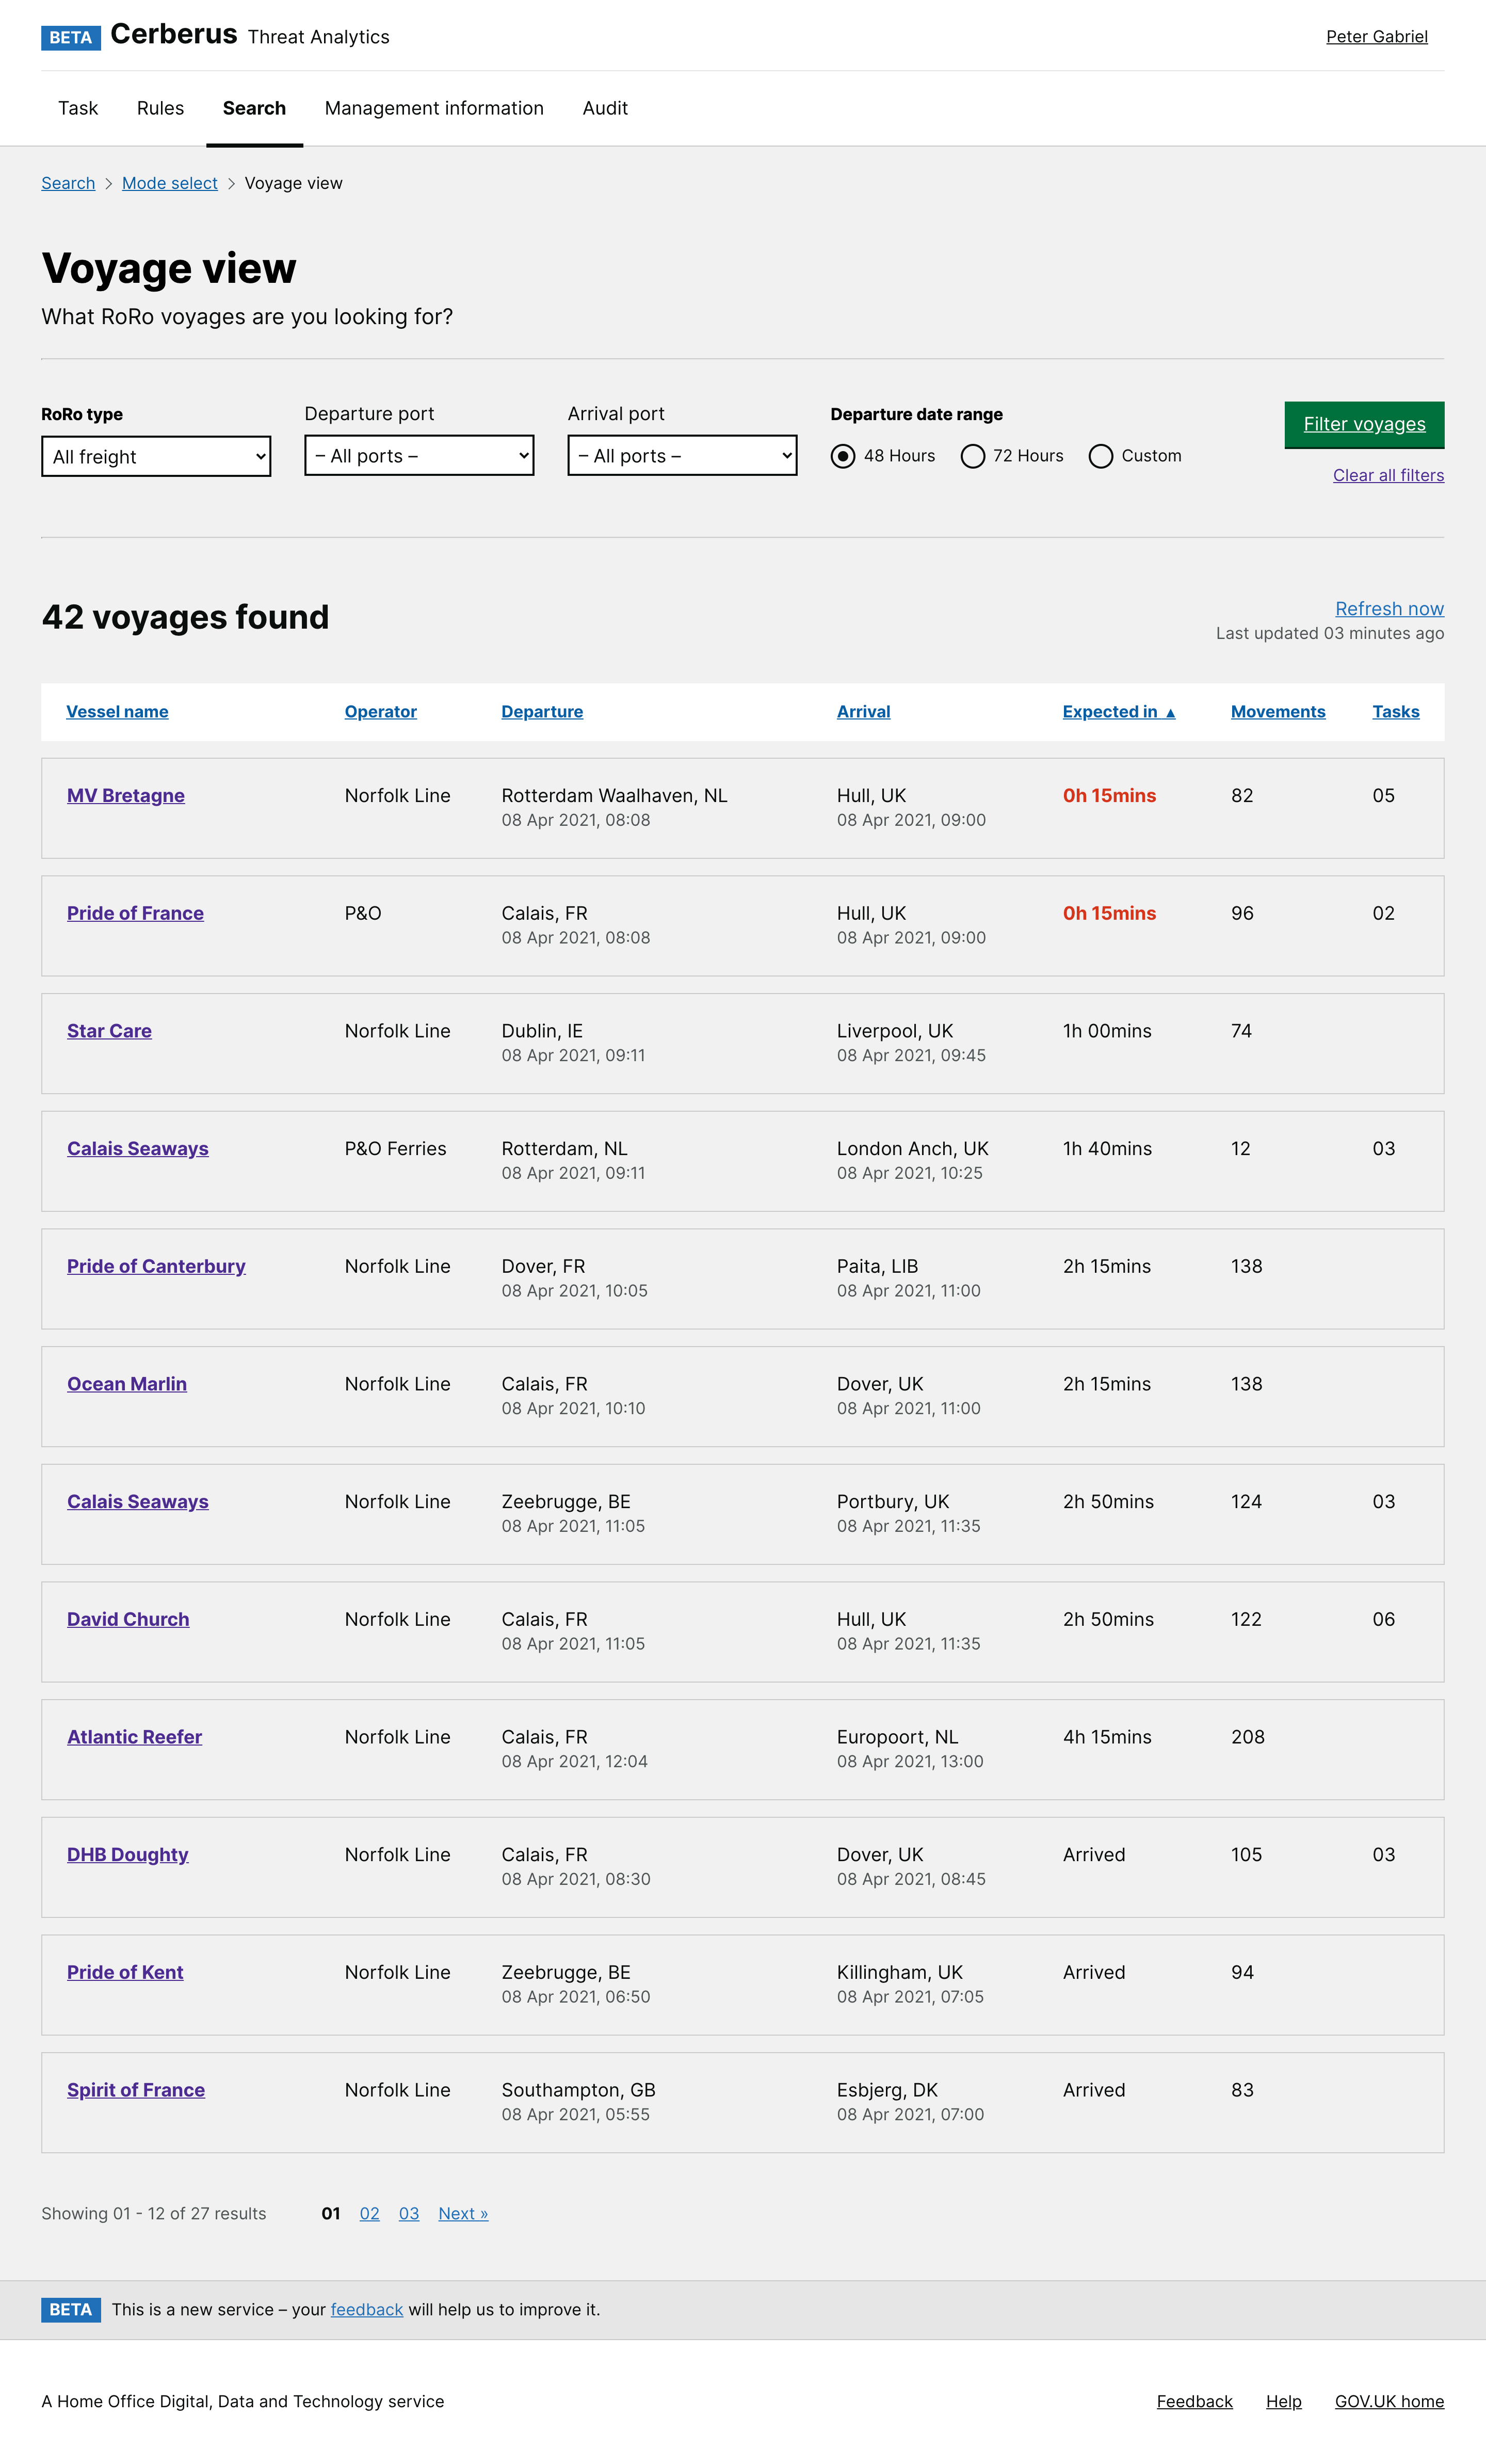 BETA Cerberus Threat Analytics Peter Gabriel
Task Rules Search Management information Audit
Search > Mode select > Voyage view
Voyage view
What RoRo voyages are you looking for?
RoRo type Departure port Arrival port Departure date range Filter voyages
All freight – All ports – – All ports – 48 Hours 72 Hours Custom
Clear all filters
42 voyages found Refresh now
Last updated 03 minutes ago
Vessel name Operator Departure Arrival Expected in ▲ Movements Tasks
MV Bretagne Norfolk Line Rotterdam Waalhaven, NL Hull, UK 0h 15mins 82 05
08 Apr 2021, 08:08 08 Apr 2021, 09:00
Pride of France P&O Calais, FR Hull, UK 0h 15mins 96 02
08 Apr 2021, 08:08 08 Apr 2021, 09:00
Star Care Norfolk Line Dublin, IE Liverpool, UK 1h 00mins 74
08 Apr 2021, 09:11 08 Apr 2021, 09:45
Calais Seaways P&O Ferries Rotterdam, NL London Anch, UK 1h 40mins 12 03
08 Apr 2021, 09:11 08 Apr 2021, 10:25
Pride of Canterbury Norfolk Line Dover, FR Paita, LIB 2h 15mins 138
08 Apr 2021, 10:05 08 Apr 2021, 11:00
Ocean Marlin Norfolk Line Calais, FR Dover, UK 2h 15mins 138
08 Apr 2021, 10:10 08 Apr 2021, 11:00
Calais Seaways Norfolk Line Zeebrugge, BE Portbury, UK 2h 50mins 124 03
08 Apr 2021, 11:05 08 Apr 2021, 11:35
David Church Norfolk Line Calais, FR Hull, UK 2h 50mins 122 06
08 Apr 2021, 11:05 08 Apr 2021, 11:35
Atlantic Reefer Norfolk Line Calais, FR Europoort, NL 4h 15mins 208
08 Apr 2021, 12:04 08 Apr 2021, 13:00
DHB Doughty Norfolk Line Calais, FR Dover, UK Arrived 105 03
08 Apr 2021, 08:30 08 Apr 2021, 08:45
Pride of Kent Norfolk Line Zeebrugge, BE Killingham, UK Arrived 94
08 Apr 2021, 06:50 08 Apr 2021, 07:05
Spirit of France Norfolk Line Southampton, GB Esbjerg, DK Arrived 83
08 Apr 2021, 05:55 08 Apr 2021, 07:00
Showing 01 - 12 of 27 results 01 02 03 Next »
BETA This is a new service – your feedback will help us to improve it.
A Home Office Digital, Data and Technology service Feedback Help GOV.UK home